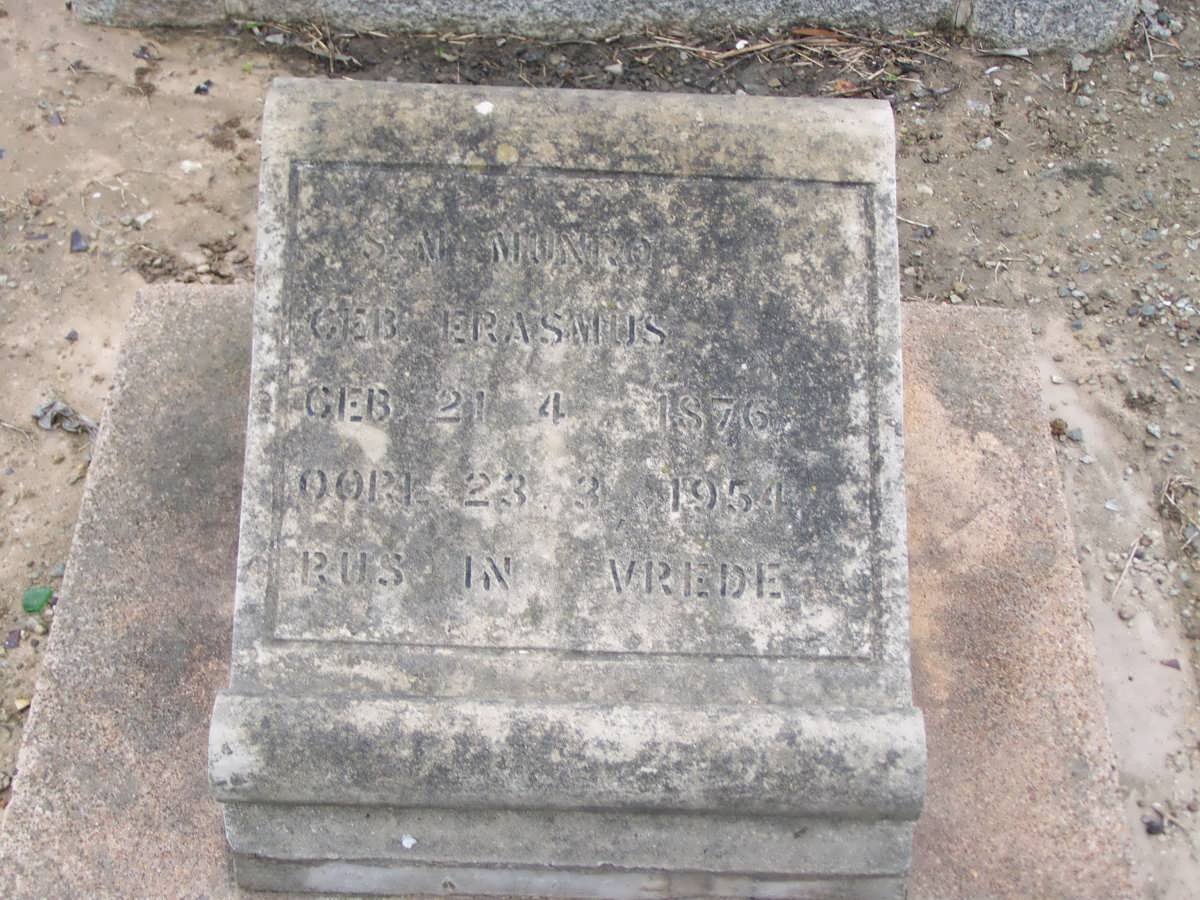 S.M. MUNRO
GEB. ERASMUS
GEB. 21 4 1876
OORL. 23 3 1954
RUS IN VREDE